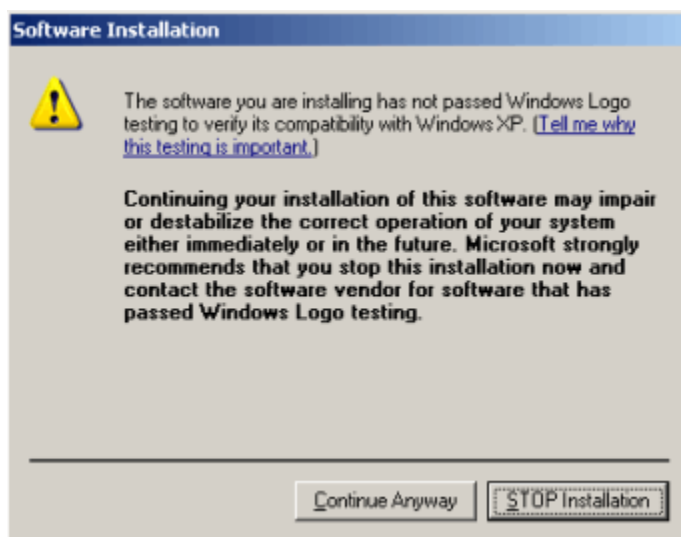 Software Installation
The software you are installing has not passed Windows Logo
testing to verify its compatibility with Windows XP. (Tell me why
this testing is important.)
Continuing your installation of this software may impair
or destabilize the correct operation of your system
either immediately or in the future. Microsoft strongly
recommends that you stop this installation now and
contact the software vendor for software that has
passed Windows Logo testing.
Continue Anyway
STOP Installation